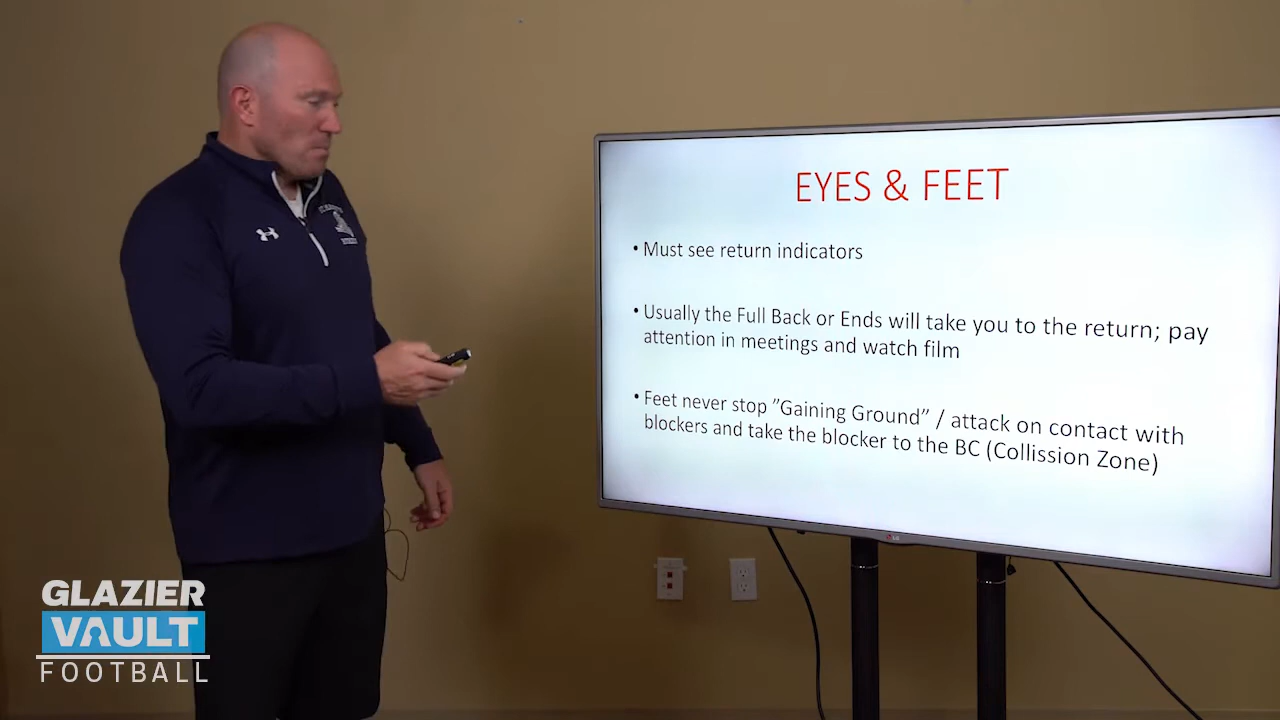 EYES & FEET
• Must see return indicators
• Usually the Full Back or Ends will take you to the return; pay
attention in meetings and watch film
• Feet never stop ”Gaining Ground” / attack on contact with
blockers and take the blocker to the BC (Collission Zone)
LG
GLAZIER
VAULT
FOOTBALL